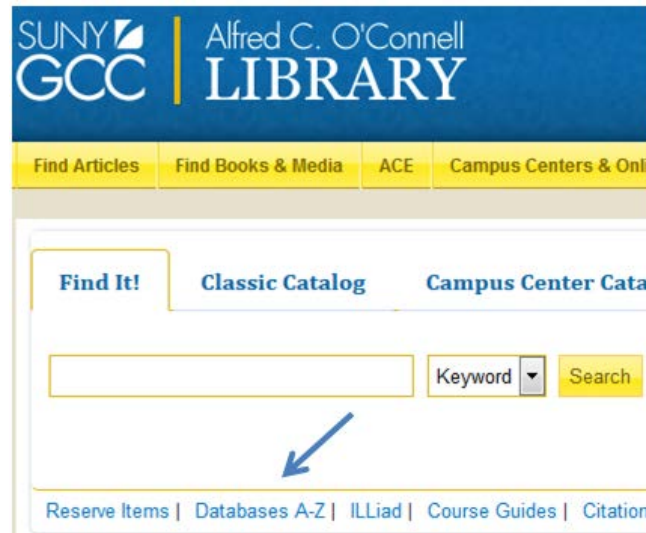 SUNY
GCC
Alfred C. O'Connell
LIBRARY
Find Articles Find Books & Media ACE Campus Centers & Onli
Find It! Classic Catalog Campus Center Cata
Keyword Search
Reserve Items | Databases A-Z | ILLiad | Course Guides | Citation